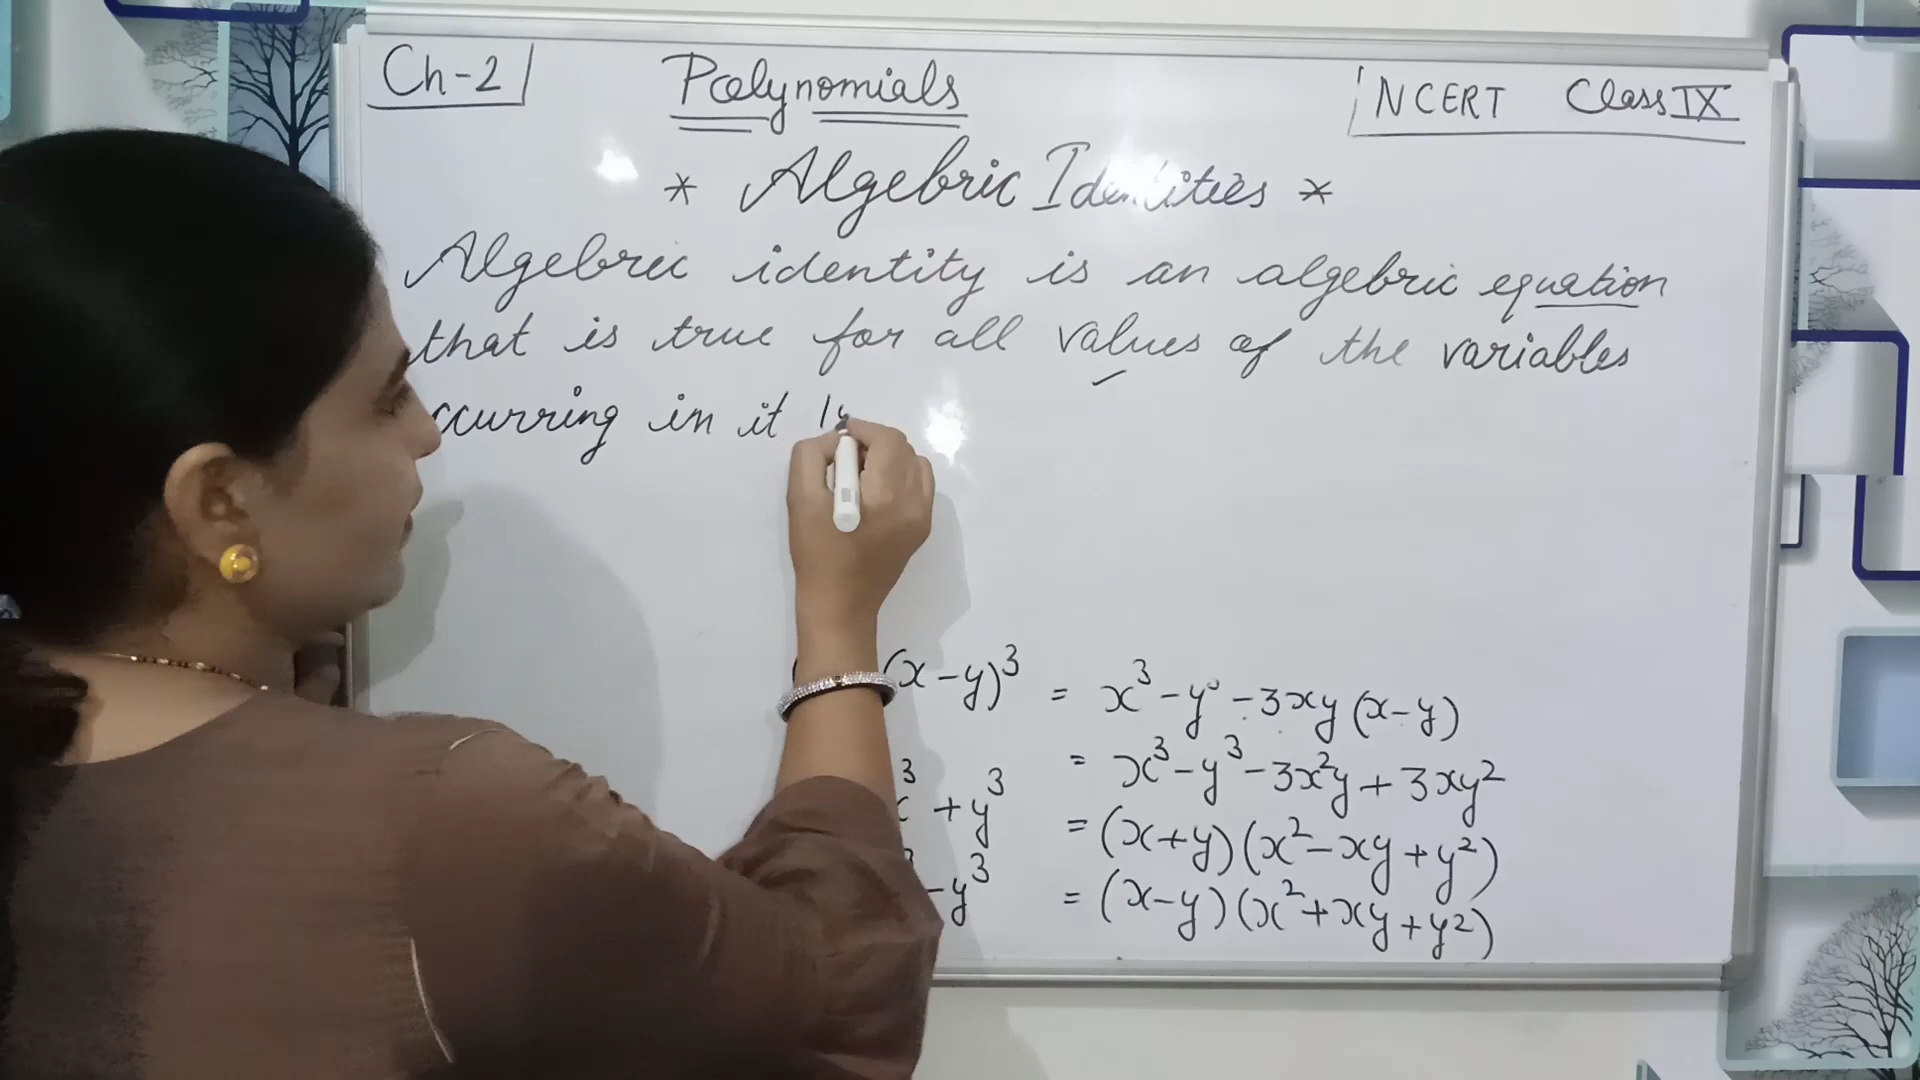 Ch-2
Polynomials
NCERT Class IX
* Algebric Identities *
Algebric identity is an algebric equation
that is true for all values of the variables
ccurring in it
(x-y)³ = x³-y³-3xy(x-y)
= x³-y³-3x²y+3xy²
³+y³ = (x+y)(x²-xy+y²)
-y³ = (x-y)(x²+xy+y²)